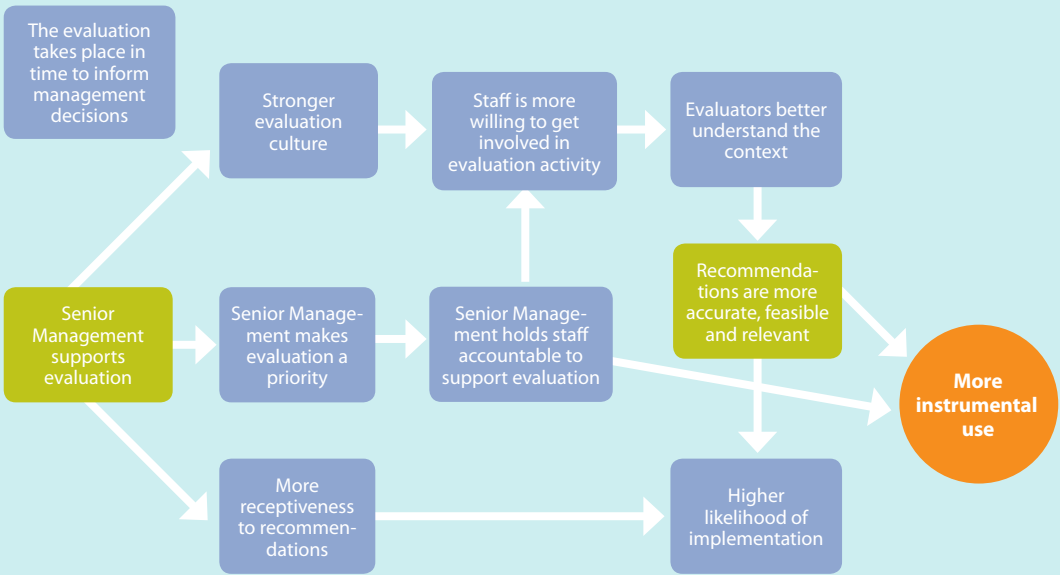 The evaluation
takes place in
time to inform
management
decisions
Stronger
evaluation
culture
Staff is more
willing to get
involved in
evaluation activity
Evaluators better
understand the
context
Senior
Management
supports
evaluation
Senior Manage-
ment makes
evaluation a
priority
Senior Manage-
ment holds staff
accountable to
support evaluation
Recommenda-
tions are more
accurate, feasible
and relevant
More
instrumental
use
More
receptiveness
to recommen-
dations
Higher
likelihood of
implementation